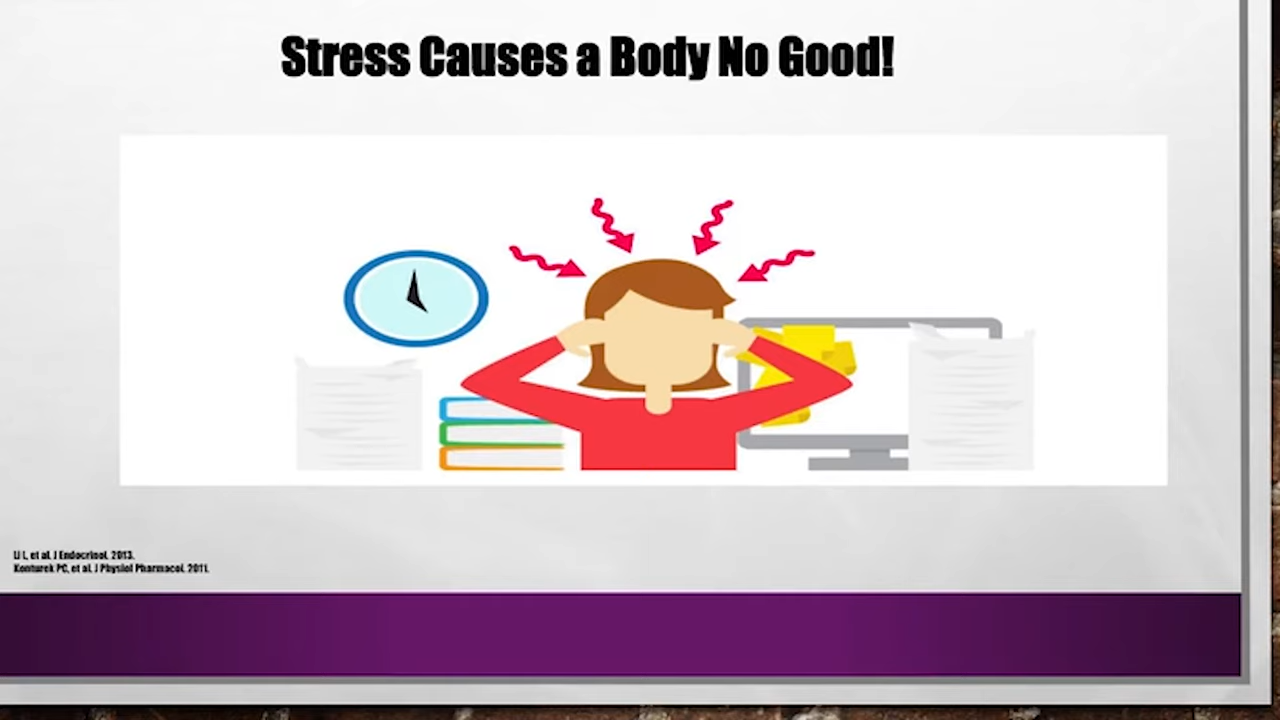 Stress Causes a Body No Good!
Li L, et al. J Endocrinol. 2013.
Konturek PC, et al. J Physiol Pharmacol. 2011.